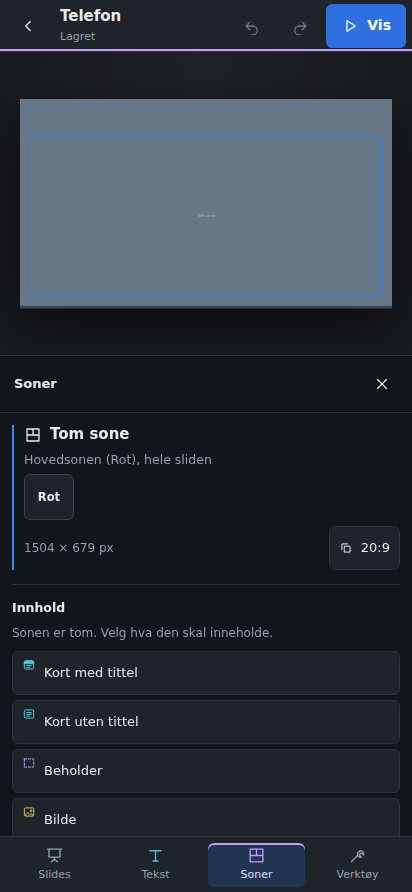 Telefon
Lagret
Vis
Soner
Tom sone
Hovedsonen (Rot), hele sliden
Rot
1504 × 679 px
20:9
Innhold
Sonen er tom. Velg hva den skal inneholde.
Kort med tittel
Kort uten tittel
Beholder
Bilde
Slides
Tekst
Soner
Verktøy